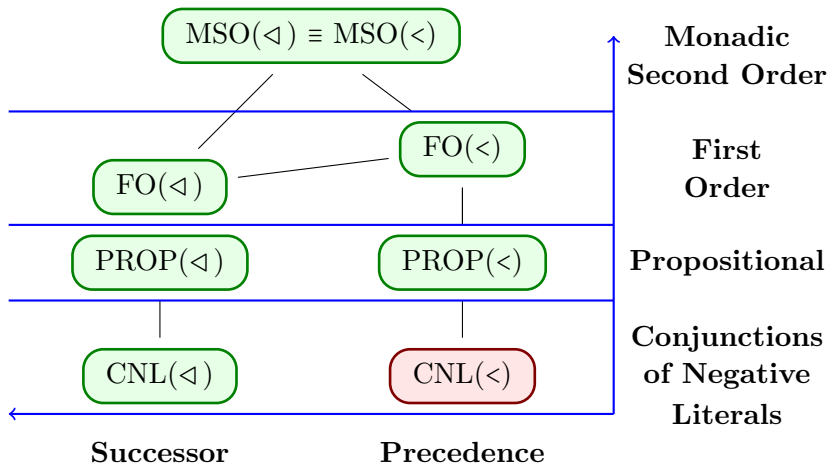 MSO(⊲) ≡ MSO(<)
Monadic
Second Order
FO(<)
FO(⊲)
First
Order
PROP(⊲)
PROP(<)
Propositional
CNL(⊲)
CNL(<)
Conjunctions
of Negative
Literals
Successor
Precedence